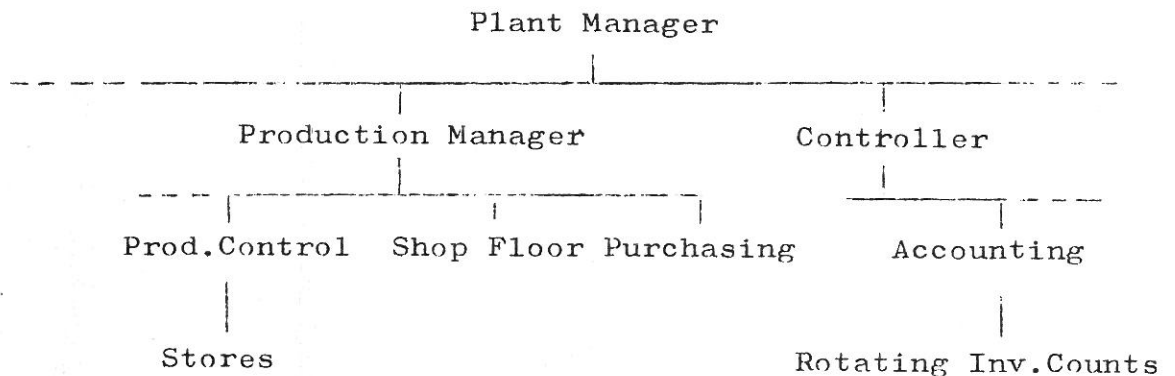 Plant Manager
Production Manager Controller
Prod.Control Shop Floor Purchasing Accounting
Stores Rotating Inv.Counts